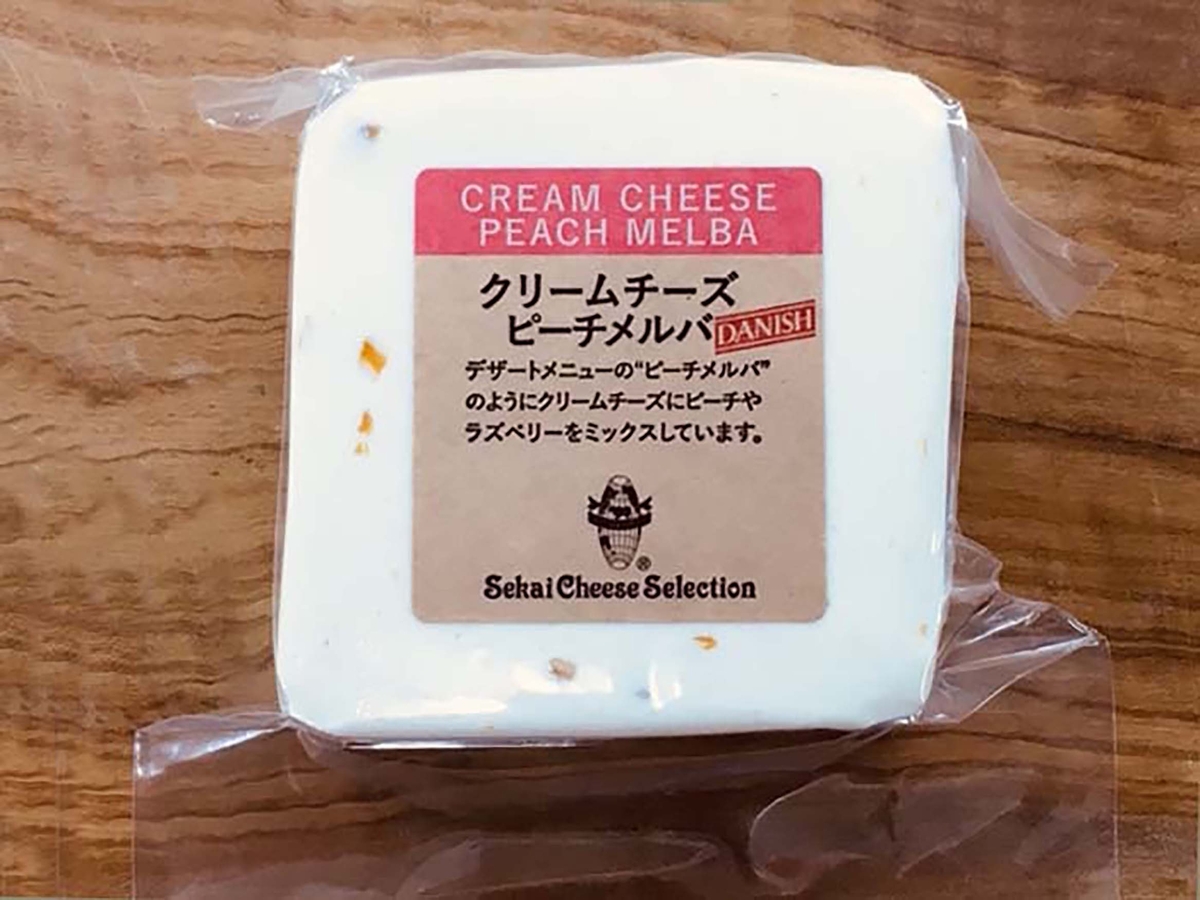 CREAM CHEESE
PEACH MELBA
クリームチーズ
ピーチメルバ DANISH
デザートメニューの“ピーチメルバ”
のようにクリームチーズにピーチや
ラズベリーをミックスしています。
®
Sekai Cheese Selection